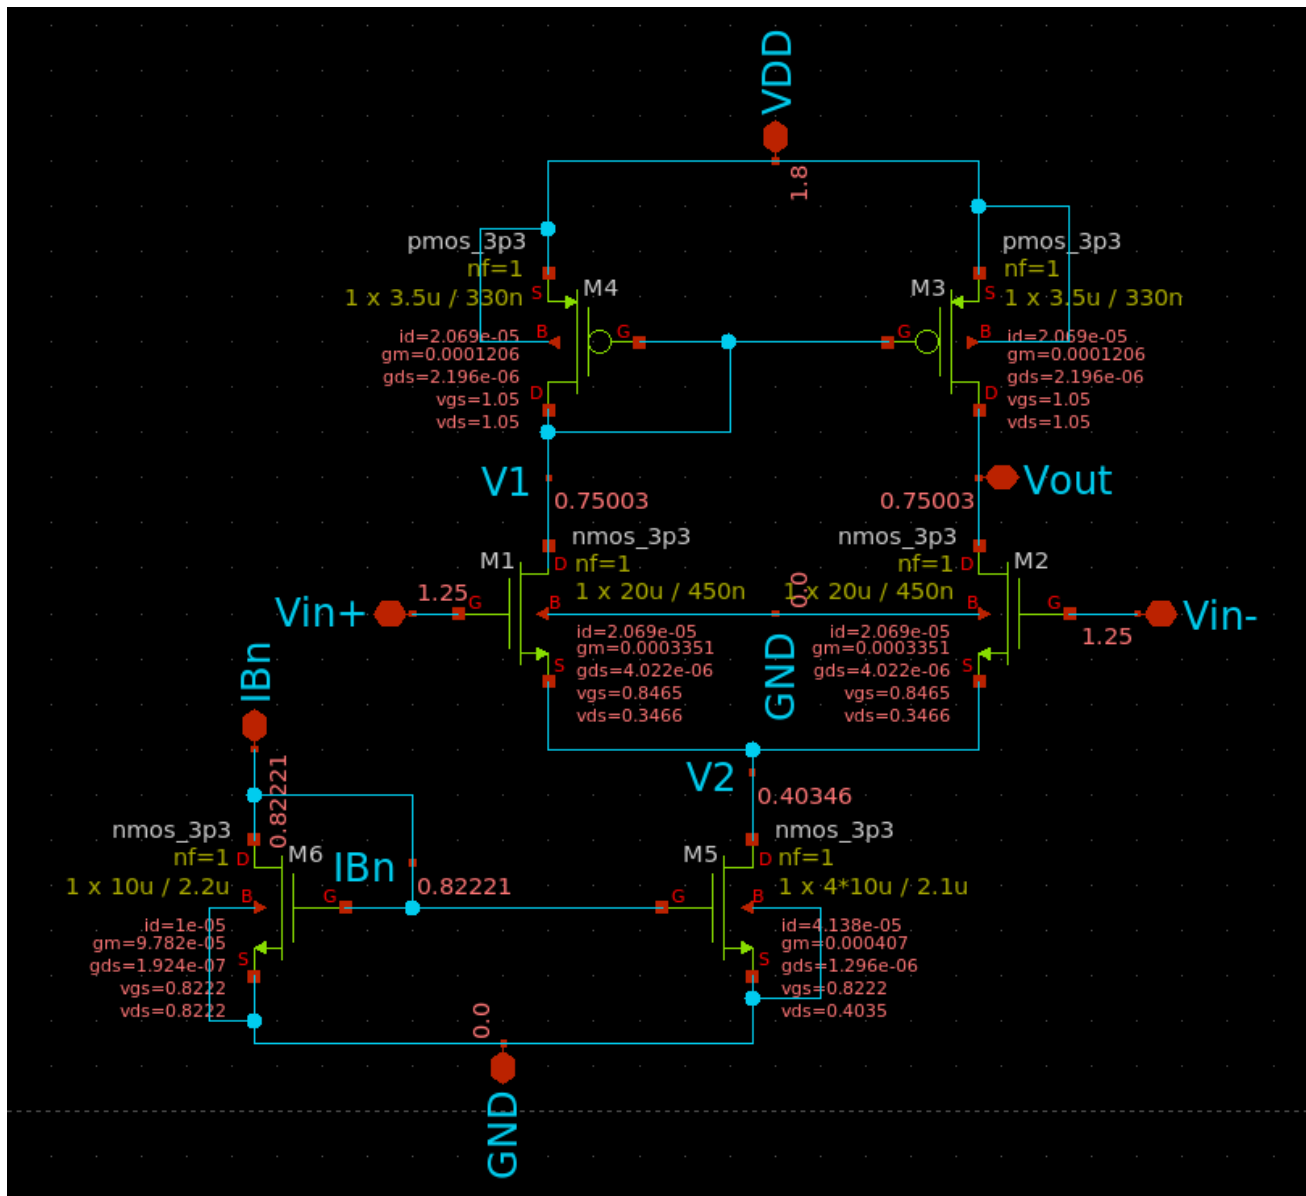 VDD
1.8
pmos_3p3
nf=1
1 x 3.5u / 330n
S
M4
B
G
id=2.069e-05
gm=0.0001206
gds=2.196e-06
vgs=1.05
vds=1.05
D
pmos_3p3
nf=1
1 x 3.5u / 330n
M3
S
G
B
id=2.069e-05
gm=0.0001206
gds=2.196e-06
vgs=1.05
vds=1.05
D
V1
0.75003
0.75003
Vout
nmos_3p3
M1
D
nf=1
1 x 20u / 450n
Vin+
1.25
G
B
id=2.069e-05
gm=0.0003351
gds=4.022e-06
vgs=0.8465
vds=0.3466
S
0.0
GND
nmos_3p3
nf=1
D
M2
1 x 20u / 450n
B
G
1.25
Vin-
id=2.069e-05
gm=0.0003351
gds=4.022e-06
vgs=0.8465
vds=0.3466
S
IBn
0.82221
V2
0.40346
nmos_3p3
nf=1
D
M6
1 x 10u / 2.2u
B
G
id=1e-05
gm=9.782e-05
gds=1.924e-07
vgs=0.8222
vds=0.8222
S
IBn
0.82221
nmos_3p3
M5
D
nf=1
1 x 4*10u / 2.1u
G
B
id=4.138e-05
gm=0.000407
gds=1.296e-06
vgs=0.8222
vds=0.4035
S
0.0
GND